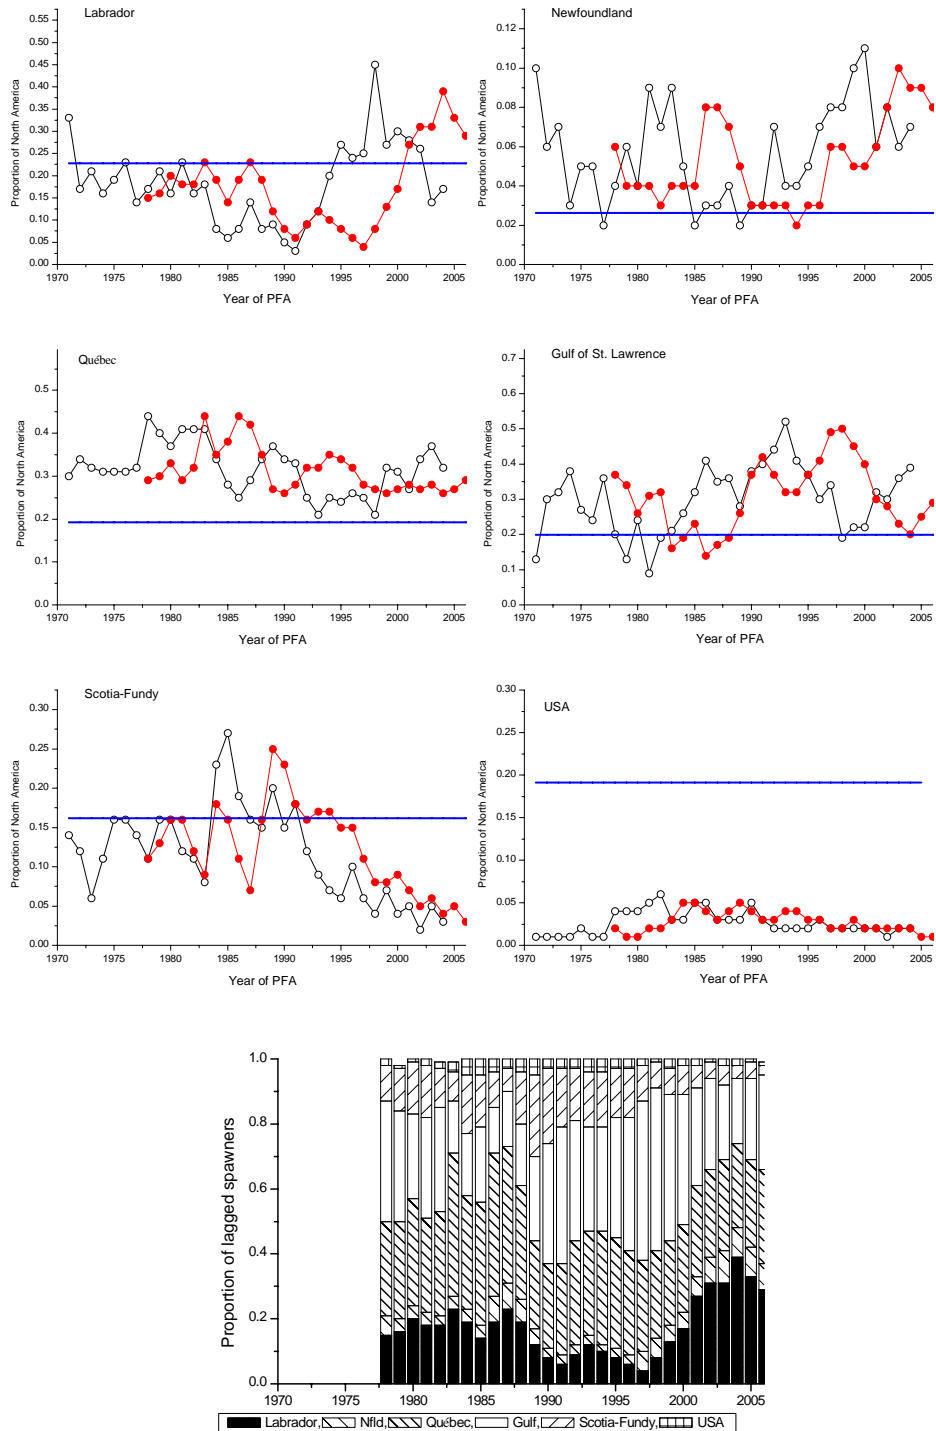 Labrador
Proportion of North America
0.55
0.50
0.45
0.40
0.35
0.30
0.25
0.20
0.15
0.10
0.05
0.00
1970 1975 1980 1985 1990 1995 2000 2005
Year of PFA
Newfoundland
Proportion of North America
0.12
0.10
0.08
0.06
0.04
0.02
0.00
1970 1975 1980 1985 1990 1995 2000 2005
Year of PFA
Québec
Proportion of North America
0.5
0.4
0.3
0.2
0.1
0.0
1970 1975 1980 1985 1990 1995 2000 2005
Year of PFA
Gulf of St. Lawrence
Proportion of North America
0.7
0.6
0.5
0.4
0.3
0.2
0.1
0.0
1970 1975 1980 1985 1990 1995 2000 2005
Year of PFA
Scotia-Fundy
Proportion of North America
0.30
0.25
0.20
0.15
0.10
0.05
0.00
1970 1975 1980 1985 1990 1995 2000 2005
Year of PFA
USA
Proportion of North America
0.30
0.25
0.20
0.15
0.10
0.05
0.00
1970 1975 1980 1985 1990 1995 2000 2005
Year of PFA
Proportion of lagged spawners
1.0
0.8
0.6
0.4
0.2
0.0
1970 1975 1980 1985 1990 1995 2000 2005
Labrador, Nfld, Québec, Gulf, Scotia-Fundy, USA